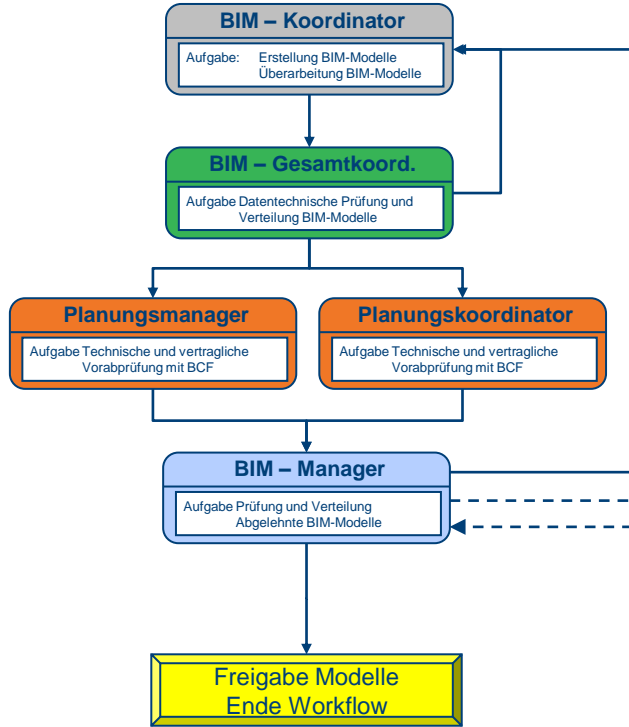 BIM – Koordinator
Aufgabe: Erstellung BIM-Modelle
Überarbeitung BIM-Modelle
BIM – Gesamtkoord.
Aufgabe Datentechnische Prüfung und
Verteilung BIM-Modelle
Planungsmanager
Aufgabe Technische und vertragliche
Vorabprüfung mit BCF
Planungskoordinator
Aufgabe Technische und vertragliche
Vorabprüfung mit BCF
BIM – Manager
Aufgabe Prüfung und Verteilung
Abgelehnte BIM-Modelle
Freigabe Modelle
Ende Workflow